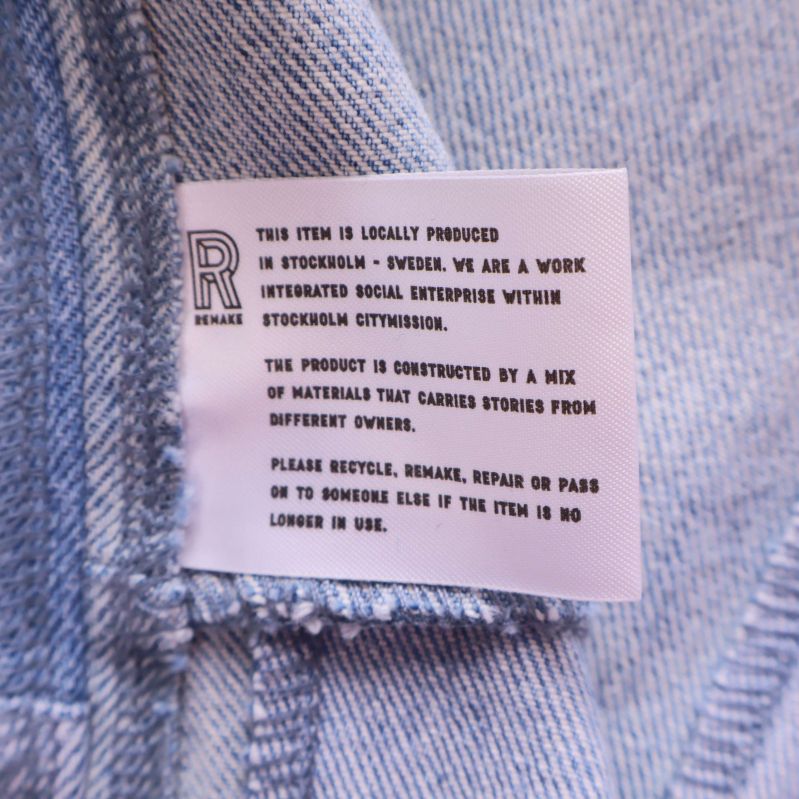 R
REMAKE
THIS ITEM IS LOCALLY PRODUCED
IN STOCKHOLM - SWEDEN. WE ARE A WORK
INTEGRATED SOCIAL ENTERPRISE WITHIN
STOCKHOLM CITYMISSION.
THE PRODUCT IS CONSTRUCTED BY A MIX
OF MATERIALS THAT CARRIES STORIES FROM
DIFFERENT OWNERS.
PLEASE RECYCLE, REMAKE, REPAIR OR PASS
ON TO SOMEONE ELSE IF THE ITEM IS NO
LONGER IN USE.